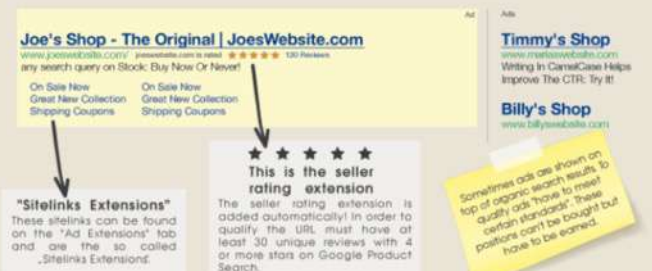 Ad
Joe's Shop - The Original | JoesWebsite.com
www.joeswebsite.com/ joeswebsite.com is rated ★★★★★ 130 Reviews
any search query on Stock: Buy Now Or Never!
On Sale Now On Sale Now
Great New Collection Great New Collection
Shipping Coupons Shipping Coupons
Ads
Timmy's Shop
www.mariaswebsite.com
Writing In CamelCase Helps
Improve The CTR: Try It!
Billy's Shop
www.billyswebsite.com
"Sitelinks Extensions"
These sitelinks can be found
on the "Ad Extensions" tab
and are the so called
„Sitelinks Extensions'.
★ ★ ★ ★ ★
This is the seller
rating extension
The seller rating extension is
added automatically! In order to
qualify the URL must have at
least 30 unique reviews with 4
or more stars on Google Product
Search.
Sometimes ads are shown on
top of organic search results. To
qualify ads "have to meet
certain standards". These
positions can't be bought but
have to be earned.